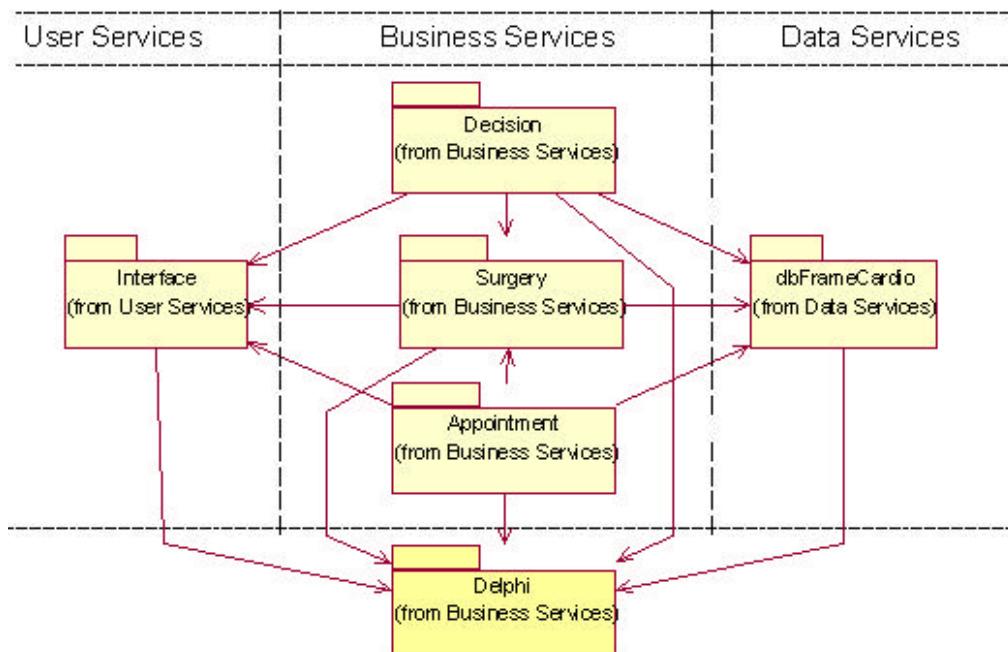 User Services
Business Services
Data Services
Decision
(from Business Services)
Interface
(from User Services)
Surgery
(from Business Services)
dbFrameCardio
(from Data Services)
Appointment
(from Business Services)
Delphi
(from Business Services)